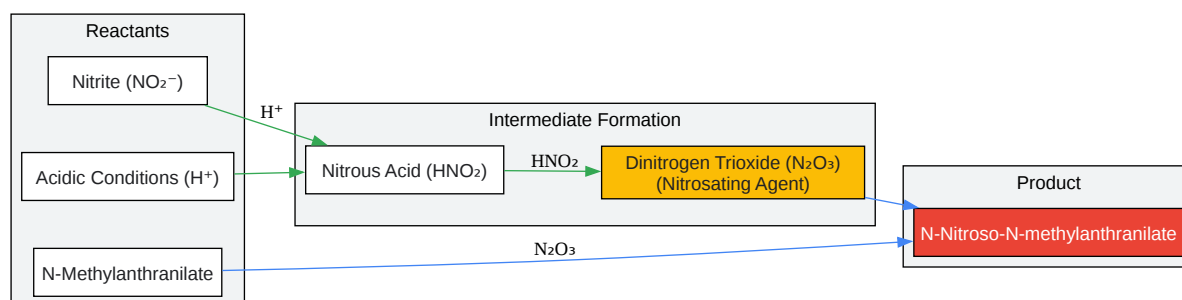 Reactants
Nitrite (NO₂⁻)
H⁺
Intermediate Formation
Acidic Conditions (H⁺)
Nitrous Acid (HNO₂)
HNO₂
Dinitrogen Trioxide (N₂O₃)
(Nitrosating Agent)
Product
N-Nitroso-N-methylanthranilate
N₂O₃
N-Methylanthranilate